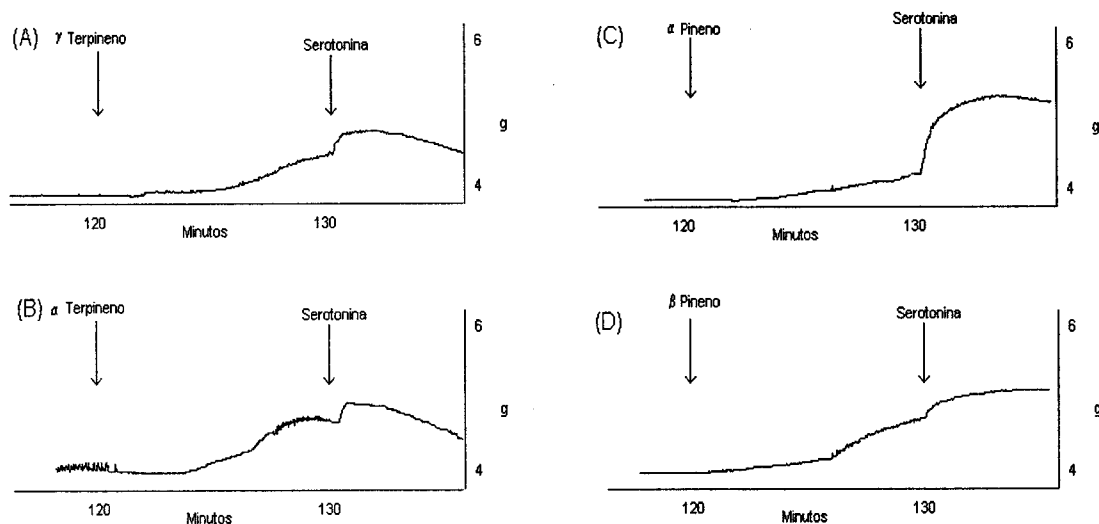 (A)
γ Terpineno
Serotonina
6
g
4
120
130
Minutos
(C)
α Pineno
Serotonina
6
g
4
120
130
Minutos
(B)
α Terpineno
Serotonina
6
g
4
120
130
Minutos
(D)
β Pineno
Serotonina
6
g
4
120
130
Minutos